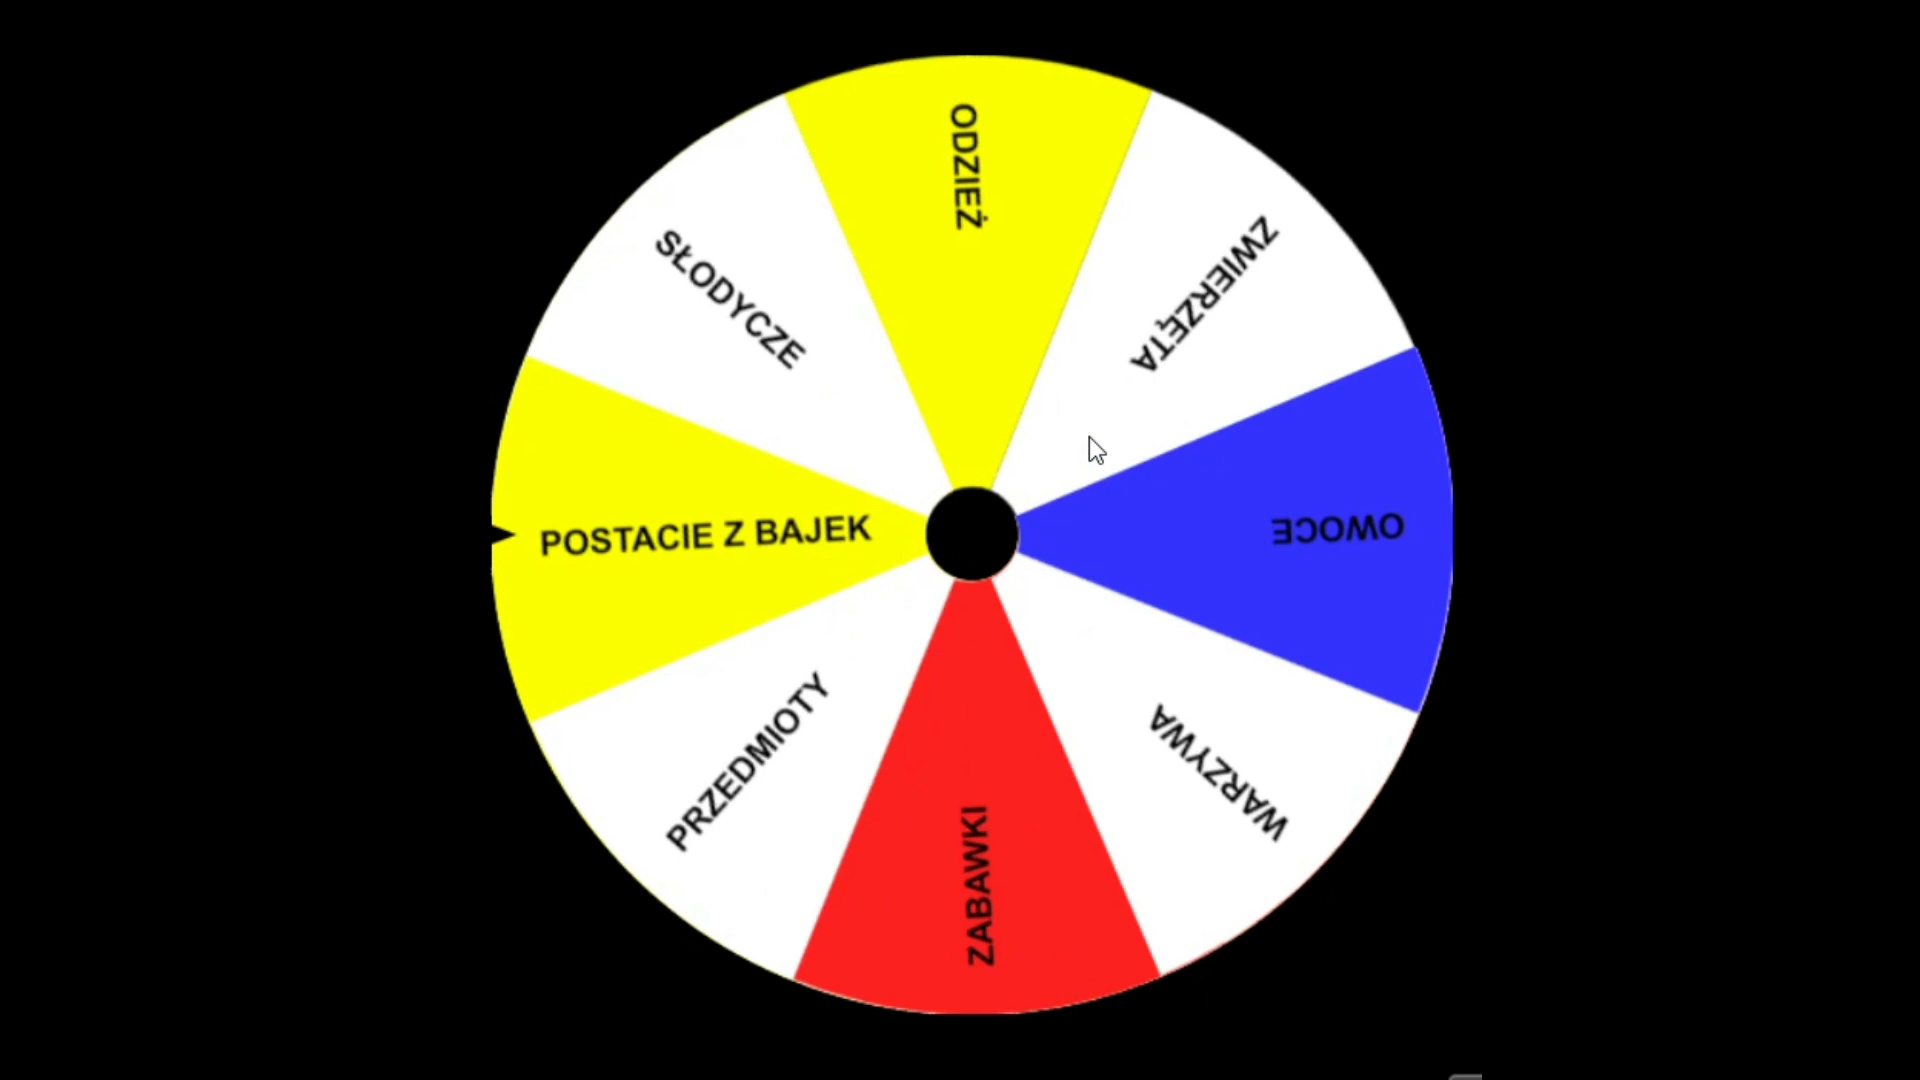 ODZIEŻ
ZWIERZĘTA
OWOCE
WARZYWA
ZABAWKI
PRZEDMIOTY
POSTACIE Z BAJEK
SŁODYCZE